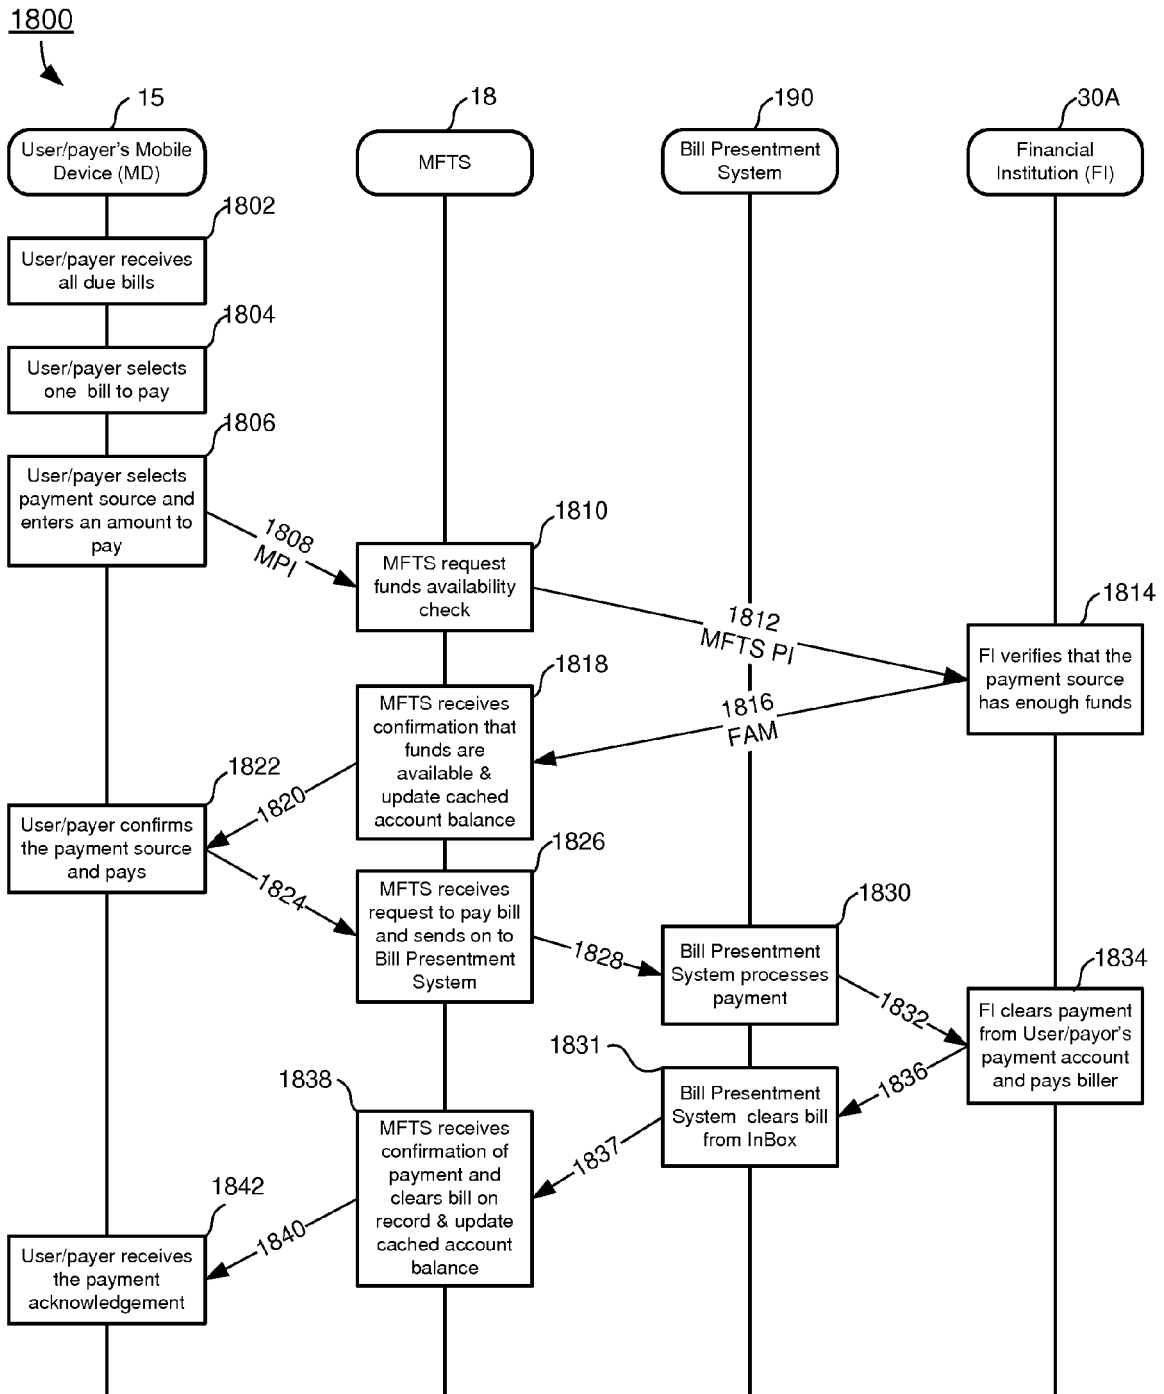 1800
15
18
190
30A
User/payer's Mobile
Device (MD)
MFTS
Bill Presentment
System
Financial
Institution (FI)
1802
User/payer receives
all due bills
1804
User/payer selects
one bill to pay
1806
User/payer selects
payment source and
enters an amount to
pay
1808
MPI
1810
MFTS request
funds availability
check
1812
MFTS PI
1814
FI verifies that the
payment source
has enough funds
1816
FAM
1818
MFTS receives
confirmation that
funds are
available &
update cached
account balance
1820
1822
User/payer confirms
the payment source
and pays
1824
1826
MFTS receives
request to pay bill
and sends on to
Bill Presentment
System
1828
1830
Bill Presentment
System processes
payment
1832
1834
FI clears payment
from User/payor's
payment account
and pays biller
1836
1831
Bill Presentment
System clears bill
from InBox
1837
1838
MFTS receives
confirmation of
payment and
clears bill on
record & update
cached account
balance
1840
1842
User/payer receives
the payment
acknowledgement